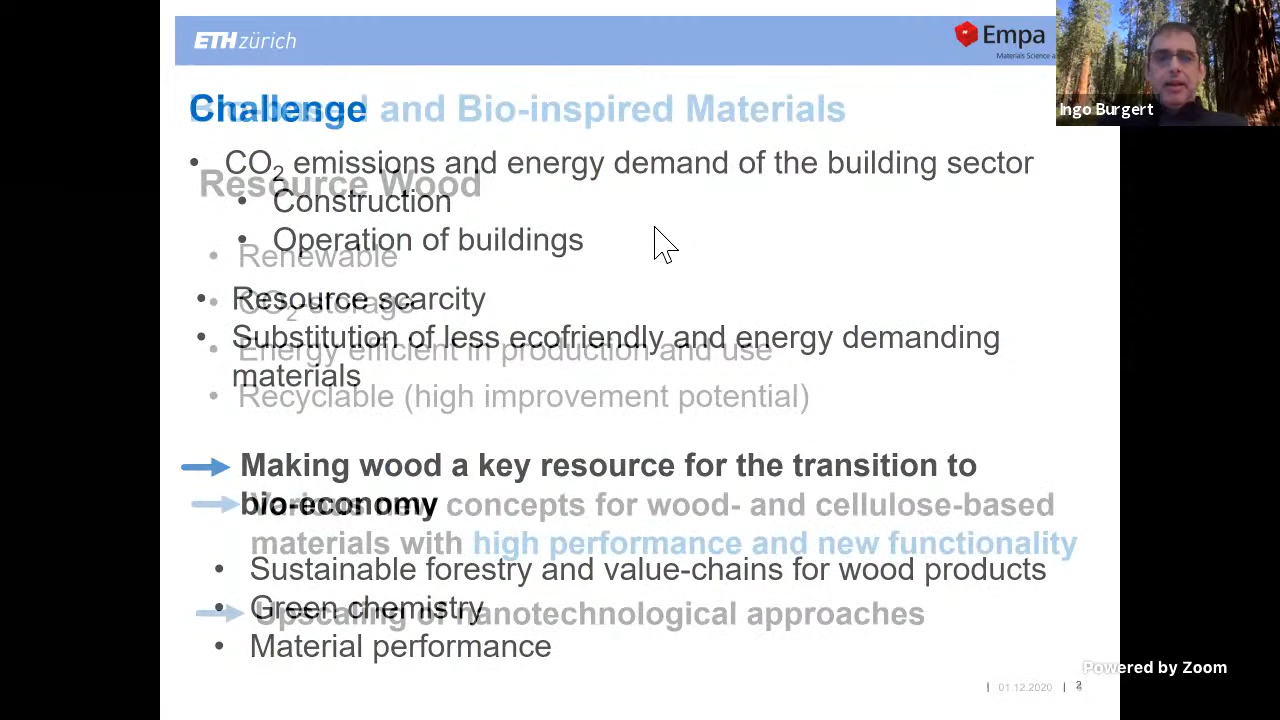 ETH zürich
Empa
Materials Science a
Ingo Burgert
Challenge
and Bio-inspired Materials
CO2 emissions and energy demand of the building sector
Resource Wood
Construction
Operation of buildings
Renewable
Resource scarcity
CO2-storage
Substitution of less ecofriendly and energy demanding
Energy efficient in production and use
materials
Recyclable (high improvement potential)
Making wood a key resource for the transition to
bio-economy
Various new concepts for wood- and cellulose-based
materials with high performance and new functionality
Sustainable forestry and value-chains for wood products
Green chemistry
Upscaling of nanotechnological approaches
Material performance
Powered by Zoom
| 01.12.2020 |